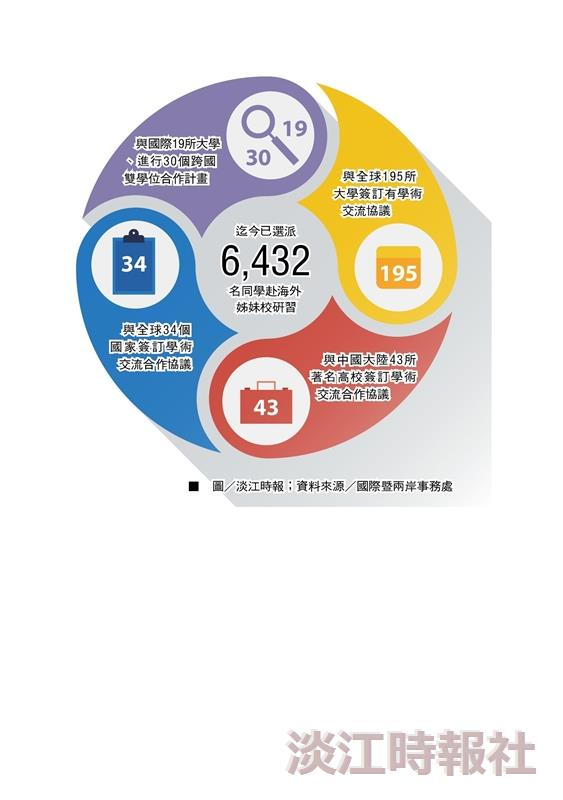 與國際19所大學
、進行30個跨國
雙學位合作計畫
19
30
與全球195所
大學簽訂有學術
交流協議
195
迄今已選派
6,432
名同學赴海外
姊妹校研習
34
與全球34個
國家簽訂學術
交流合作協議
與中國大陸43所
著名高校簽訂學術
交流合作協議
43
■ 圖／淡江時報；資料來源／國際暨兩岸事務處
淡江時報社